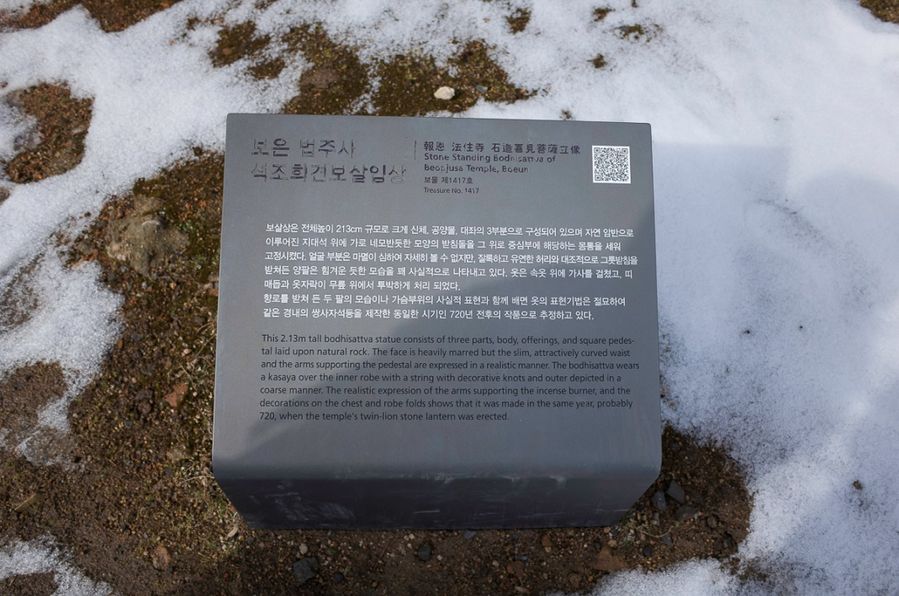 보은 법주사
석조희견보살입상
報恩 法住寺 石造喜見菩薩立像
Stone Standing Bodhisattva of
Beopjusa Temple, Boeun
보물 제1417호
Treasure No. 1417
보살상은 전체높이 213cm 규모로 크게 신체, 공양물, 대좌의 3부분으로 구성되어 있으며 자연 암반으로
이루어진 지대석 위에 가로 네모반듯한 모양의 받침돌을 그 위로 중심부에 해당하는 몸통을 세워
고정시켰다. 얼굴 부분은 마멸이 심하여 자세히 볼 수 없지만, 잘록하고 유연한 허리와 대조적으로 그릇받침을
받쳐든 양팔은 힘겨운 듯한 모습을 꽤 사실적으로 나타내고 있다. 옷은 속옷 위에 가사를 걸쳤고, 띠
매듭과 옷자락이 무릎 위에서 투박하게 처리 되었다.
향로를 받쳐 든 두 팔의 모습이나 가슴부위의 사실적 표현과 함께 배면 옷의 표현기법은 절묘하여
같은 경내의 쌍사자석등을 제작한 동일한 시기인 720년 전후의 작품으로 추정하고 있다.
This 2.13m tall bodhisattva statue consists of three parts, body, offerings, and square pedes-
tal laid upon natural rock. The face is heavily marred but the slim, attractively curved waist
and the arms supporting the pedestal are expressed in a realistic manner. The bodhisattva wears
a kasaya over the inner robe with a string with decorative knots and outer depicted in a
coarse manner. The realistic expression of the arms supporting the incense burner, and the
decorations on the chest and robe folds shows that it was made in the same year, probably
720, when the temple's twin-lion stone lantern was erected.